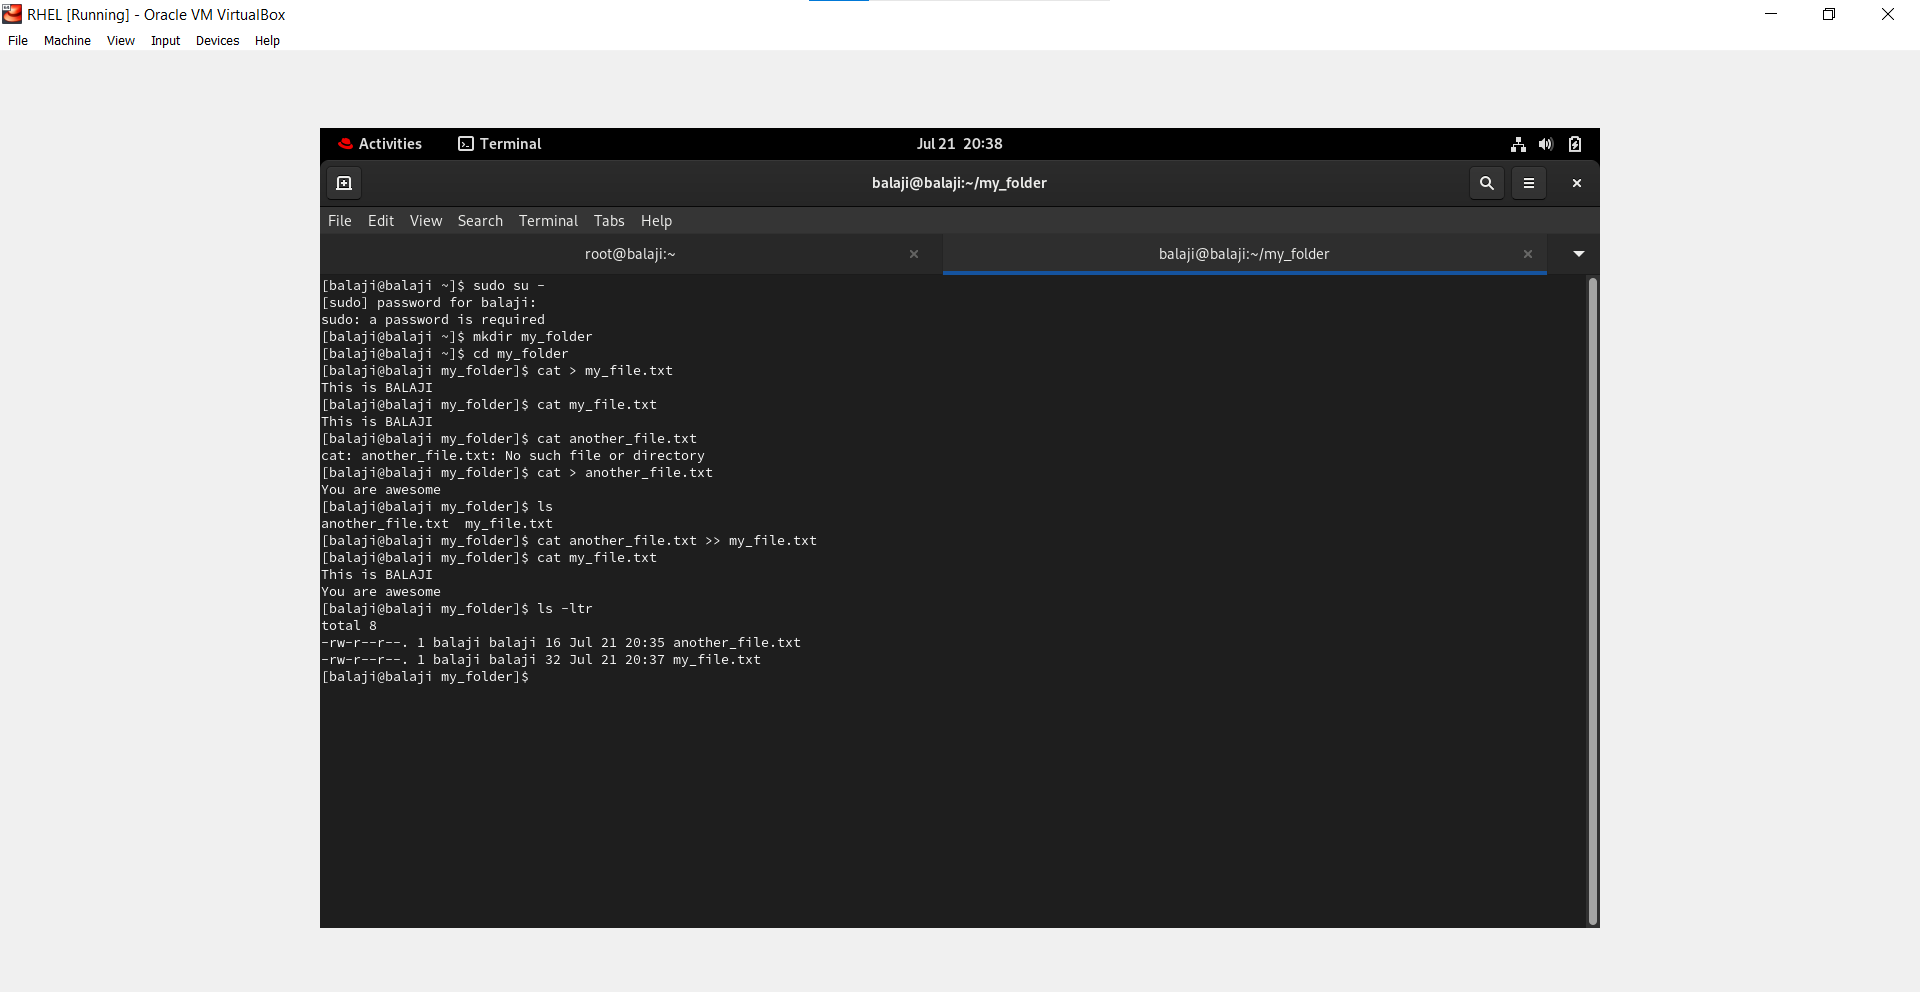 RHEL [Running] - Oracle VM VirtualBox
File Machine View Input Devices Help
Activities Terminal Jul 21 20:38
balaji@balaji:~/my_folder
File Edit View Search Terminal Tabs Help
root@balaji:~ balaji@balaji:~/my_folder
[balaji@balaji ~]$ sudo su -
[sudo] password for balaji:
sudo: a password is required
[balaji@balaji ~]$ mkdir my_folder
[balaji@balaji ~]$ cd my_folder
[balaji@balaji my_folder]$ cat > my_file.txt
This is BALAJI
[balaji@balaji my_folder]$ cat my_file.txt
This is BALAJI
[balaji@balaji my_folder]$ cat another_file.txt
cat: another_file.txt: No such file or directory
[balaji@balaji my_folder]$ cat > another_file.txt
You are awesome
[balaji@balaji my_folder]$ ls
another_file.txt  my_file.txt
[balaji@balaji my_folder]$ cat another_file.txt >> my_file.txt
[balaji@balaji my_folder]$ cat my_file.txt
This is BALAJI
You are awesome
[balaji@balaji my_folder]$ ls -ltr
total 8
-rw-r--r--. 1 balaji balaji 16 Jul 21 20:35 another_file.txt
-rw-r--r--. 1 balaji balaji 32 Jul 21 20:37 my_file.txt
[balaji@balaji my_folder]$